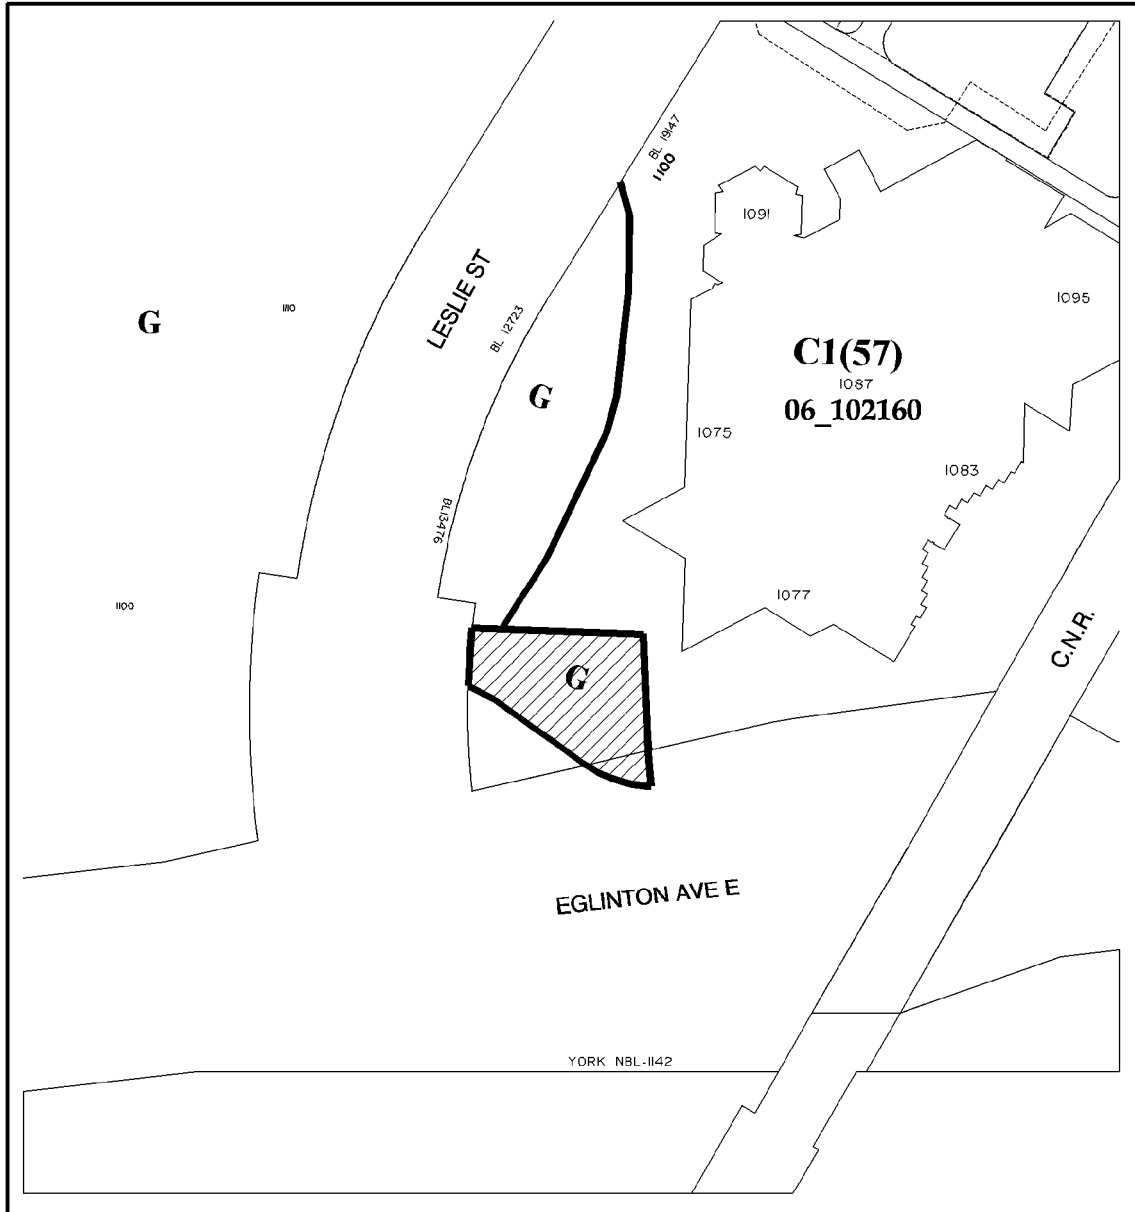 BL 19147
1100
1091
LESLIE ST
G
1110
1095
BL 12723
C1(57)
1087
06_102160
G
1075
1083
BL13476
1077
1100
C.N.R.
G
EGLINTON AVE E
YORK NBL-1142